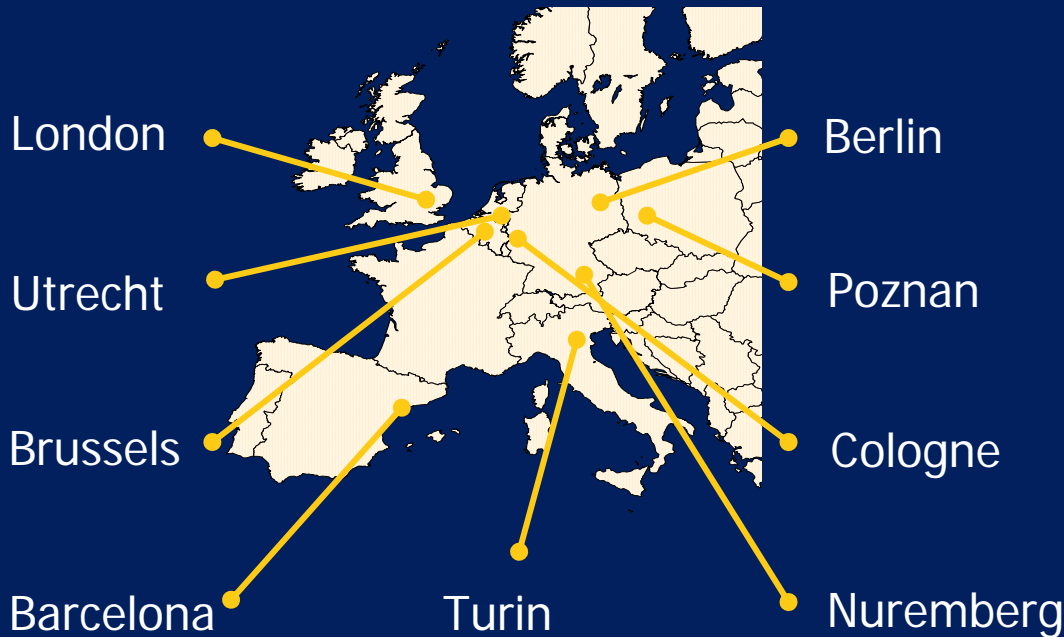 London
Berlin
Utrecht
Poznan
Brussels
Cologne
Barcelona
Turin
Nuremberg